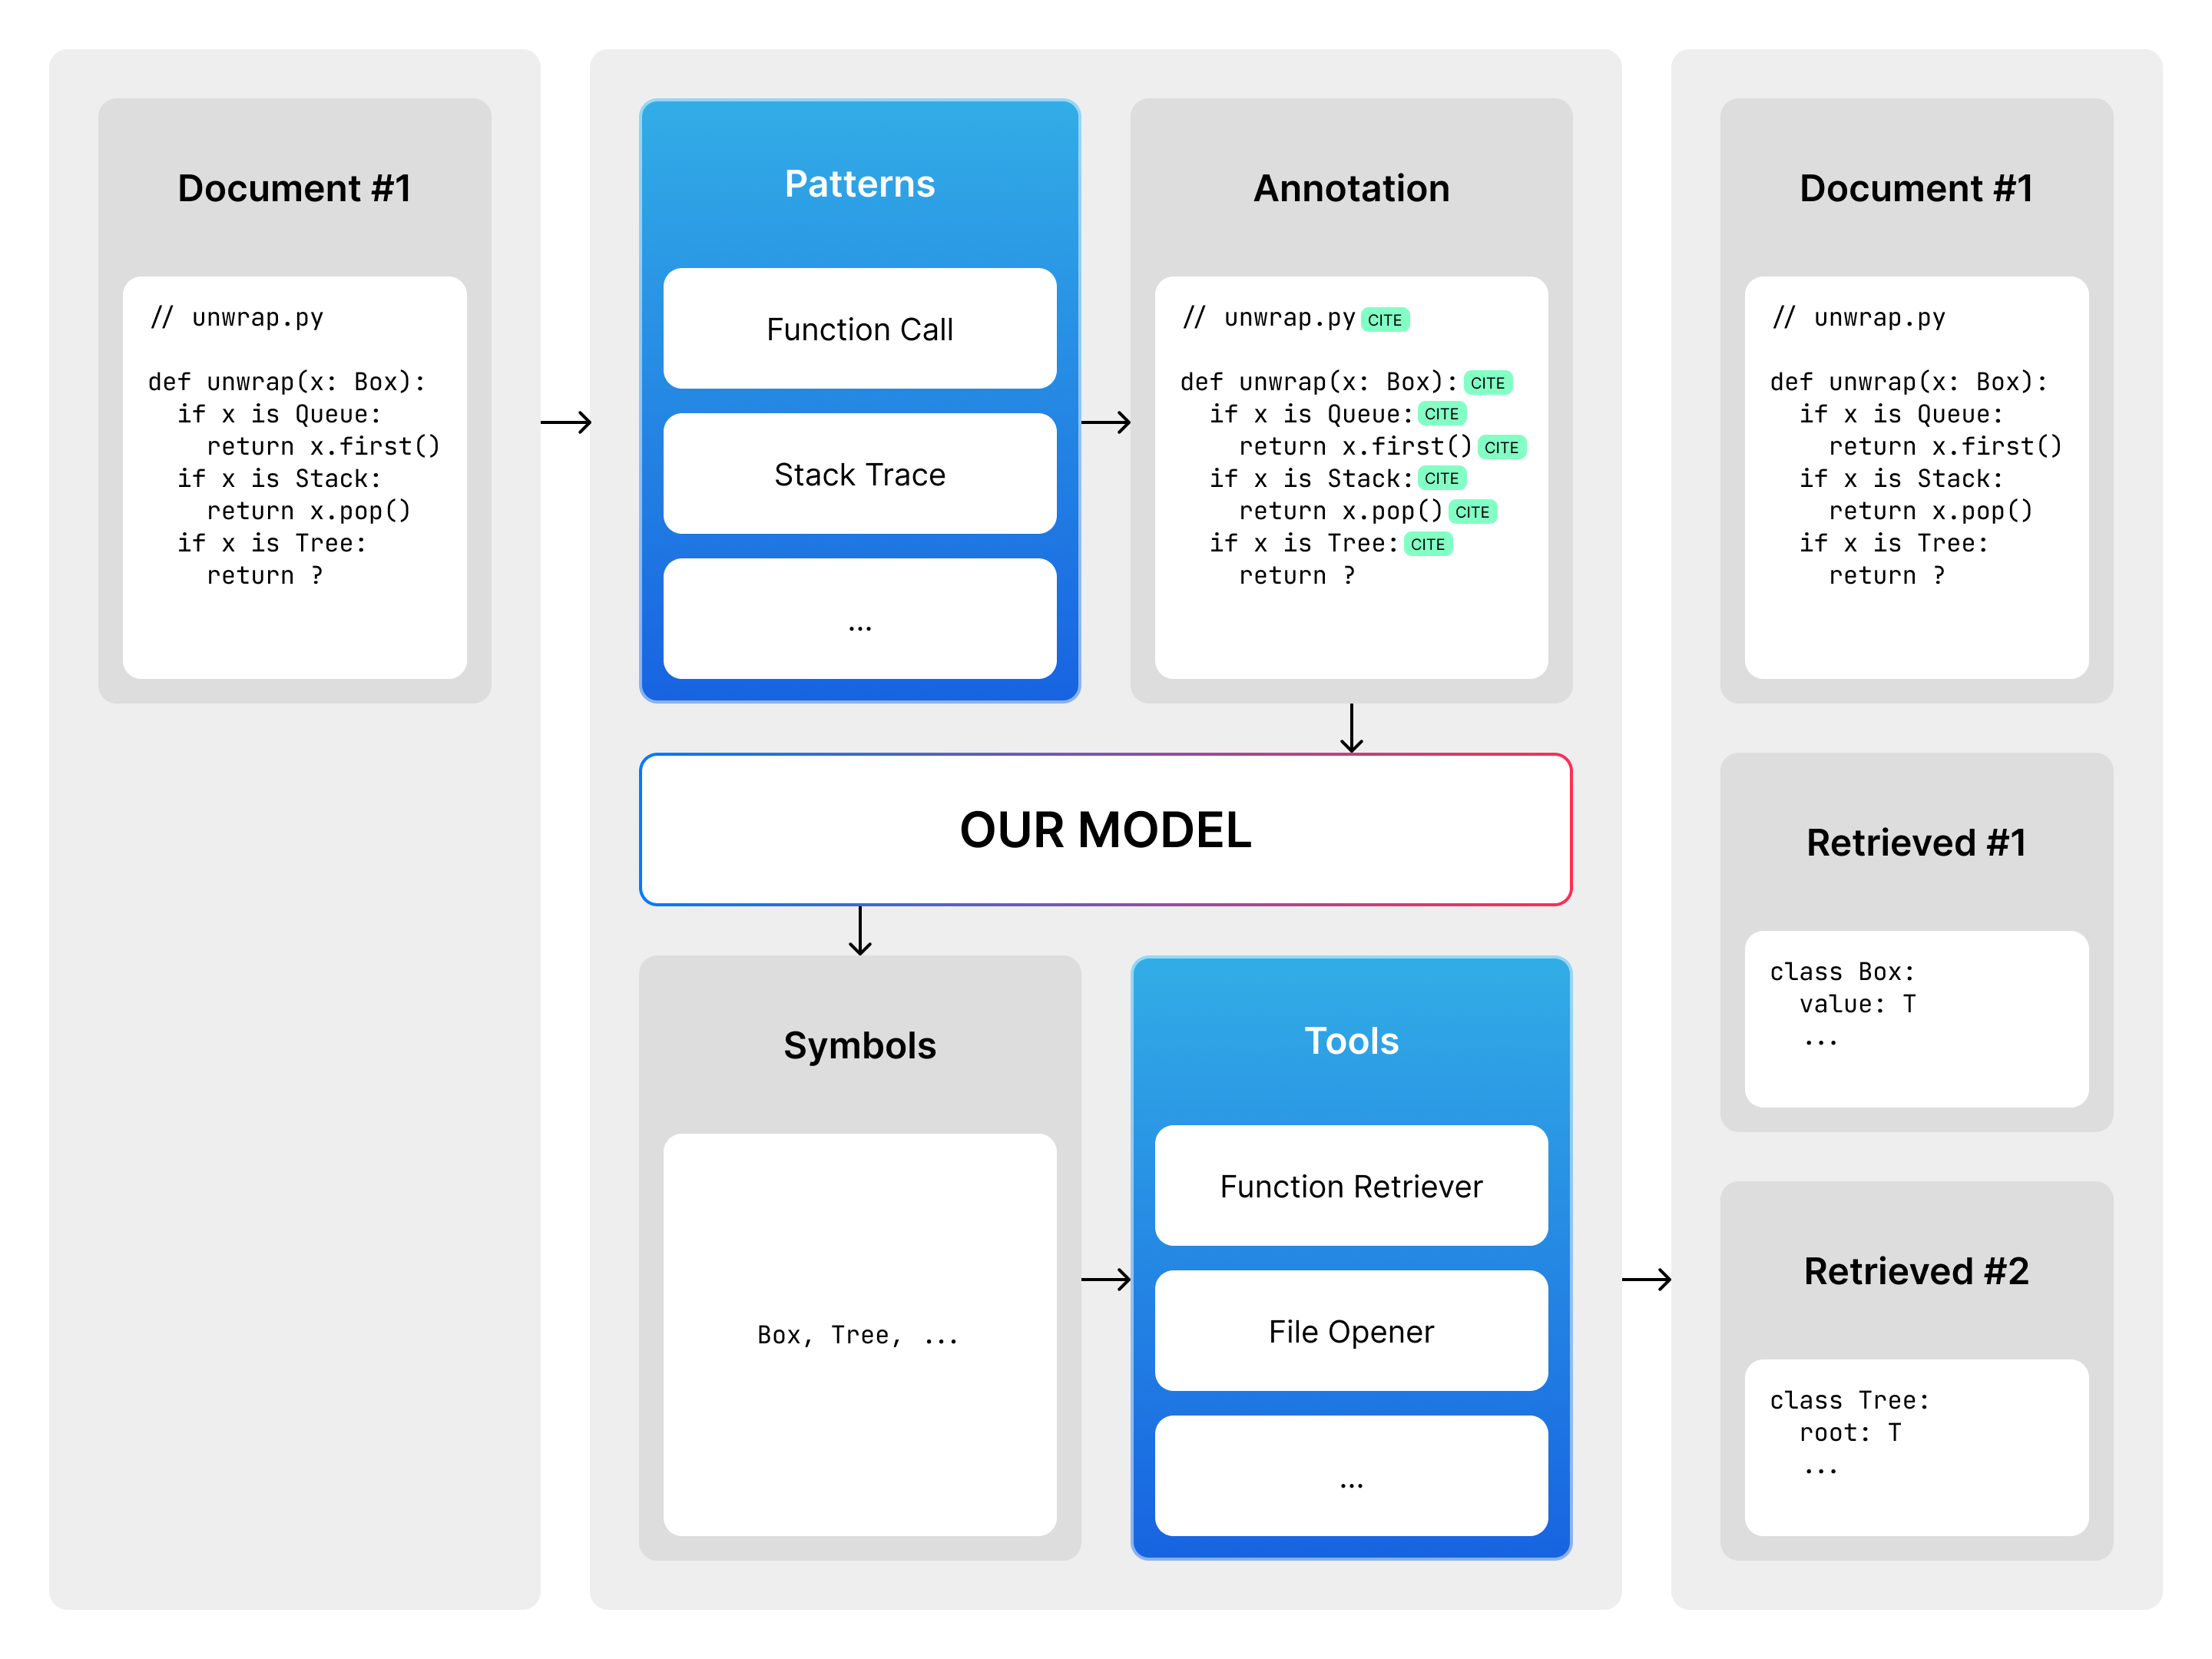 Document #1
// unwrap.py
def unwrap(x: Box):
  if x is Queue:
    return x.first()
  if x is Stack:
    return x.pop()
  if x is Tree:
    return ?
Patterns
Function Call
Stack Trace
...
Annotation
// unwrap.py CITE
def unwrap(x: Box): CITE
  if x is Queue: CITE
    return x.first() CITE
  if x is Stack: CITE
    return x.pop() CITE
  if x is Tree: CITE
    return ?
OUR MODEL
Symbols
Box, Tree, ...
Tools
Function Retriever
File Opener
...
Document #1
// unwrap.py
def unwrap(x: Box):
  if x is Queue:
    return x.first()
  if x is Stack:
    return x.pop()
  if x is Tree:
    return ?
Retrieved #1
class Box:
  value: T
  ...
Retrieved #2
class Tree:
  root: T
  ...